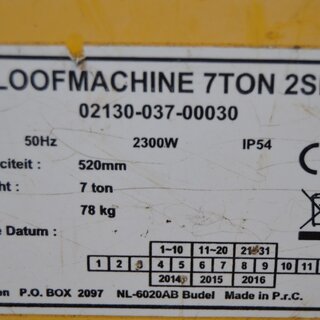 LOOFMACHINE 7TON 2S
02130-037-00030
50Hz 2300W IP54
citeit : 520mm
ht : 7 ton
78 kg
e Datum :
1~10 11~20 21~31
1 2 3 4 5 6 7 8 9 10 11
2014 2015 2016
en P.O. BOX 2097 NL-6020AB Budel Made in P.r.C.